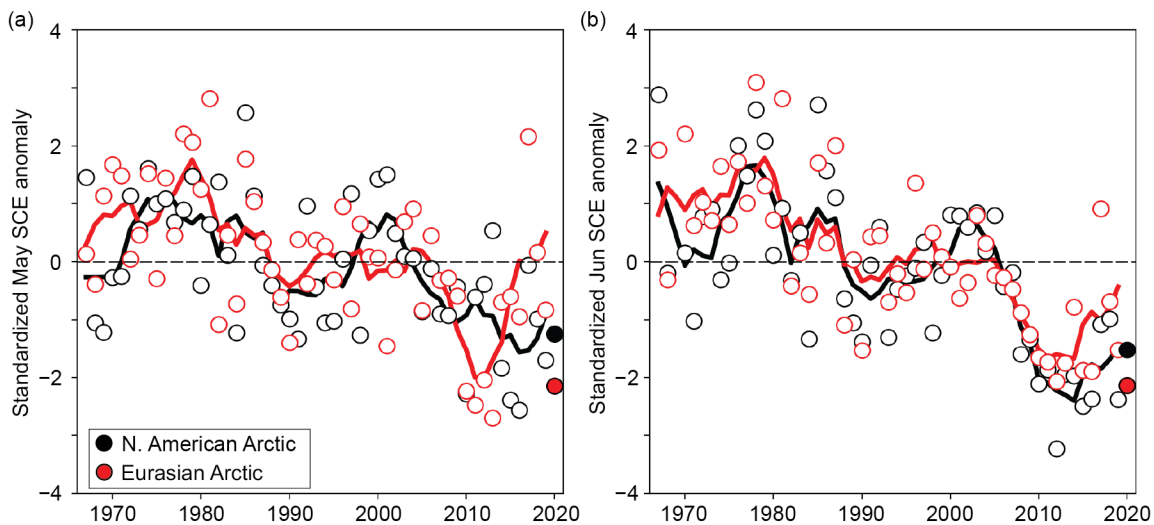 (a)
Standardized May SCE anomaly
4
2
0
−2
−4
N. American Arctic
Eurasian Arctic
1970 1980 1990 2000 2010 2020
(b)
Standardized Jun SCE anomaly
4
2
0
−2
−4
1970 1980 1990 2000 2010 2020